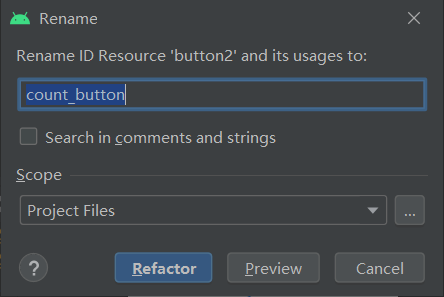 Rename
Rename ID Resource 'button2' and its usages to:
count_button
Search in comments and strings
Scope
Project Files
...
? Refactor Preview Cancel